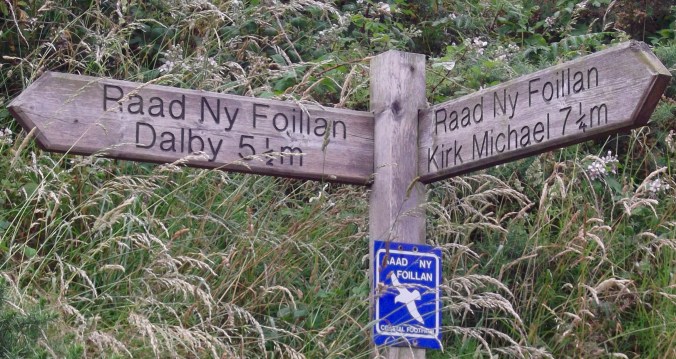 Raad Ny Foillan
Dalby 5½m
Raad Ny Foillan
Kirk Michael 7¼m
RAAD NY
FOILLAN
COASTAL FOOTPATH